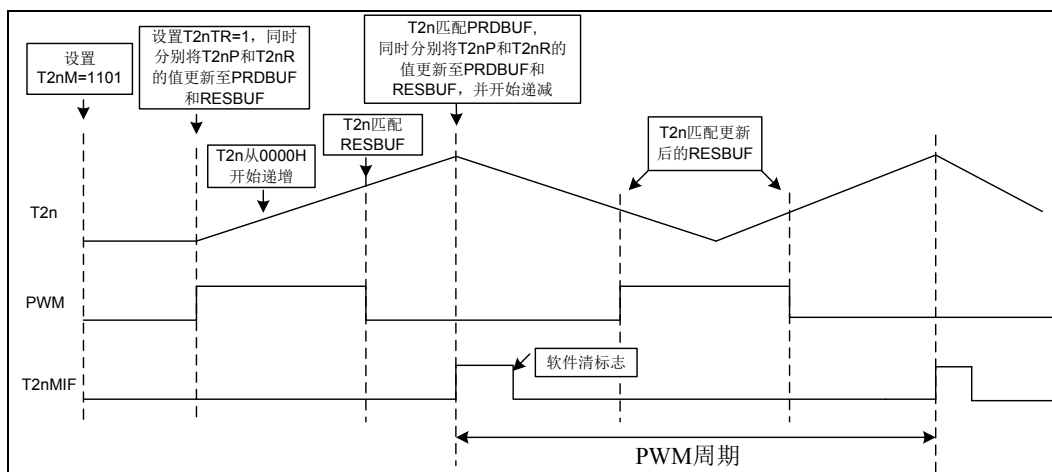 设置
T2nM=1101
设置T2nTR=1，同时
分别将T2nP和T2nR
的值更新至PRDBUF
和RESBUF
T2n匹配PRDBUF,
同时分别将T2nP和T2nR的
值更新至PRDBUF和
RESBUF，并开始递减
T2n从0000H
开始递增
T2n匹配
RESBUF
T2n匹配更新
后的RESBUF
T2n
PWM
T2nMIF
软件清标志
PWM周期